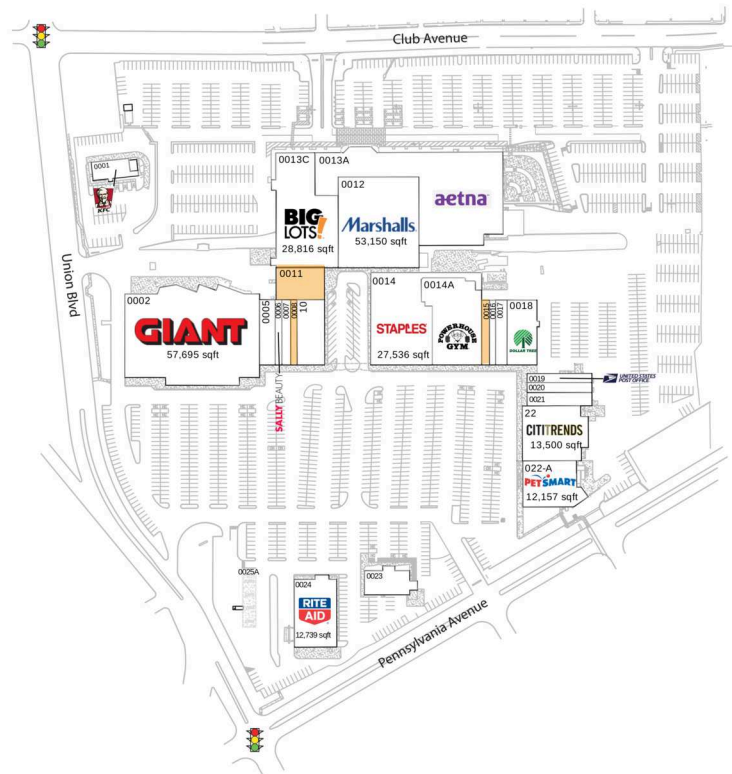 Club Avenue
Union Blvd
0001
KFC
0013C
0013A
BIG
LOTS!
28,816 sqft
0012
Marshalls
53,150 sqft
aetna
0011
0002
GIANT
57,695 sqft
0005
0006
0007
0008
10
SALLY BEAUTY
0014
STAPLES
27,536 sqft
0014A
POWERHOUSE
GYM
0015
0016
0017
0018
DOLLAR TREE
0019
UNITED STATES
POST OFFICE
0020
0021
22
CITITRENDS
13,500 sqft
022-A
PETSMART
12,157 sqft
0025A
0024
RITE
AID
12,739 sqft
0023
Pennsylvania Avenue